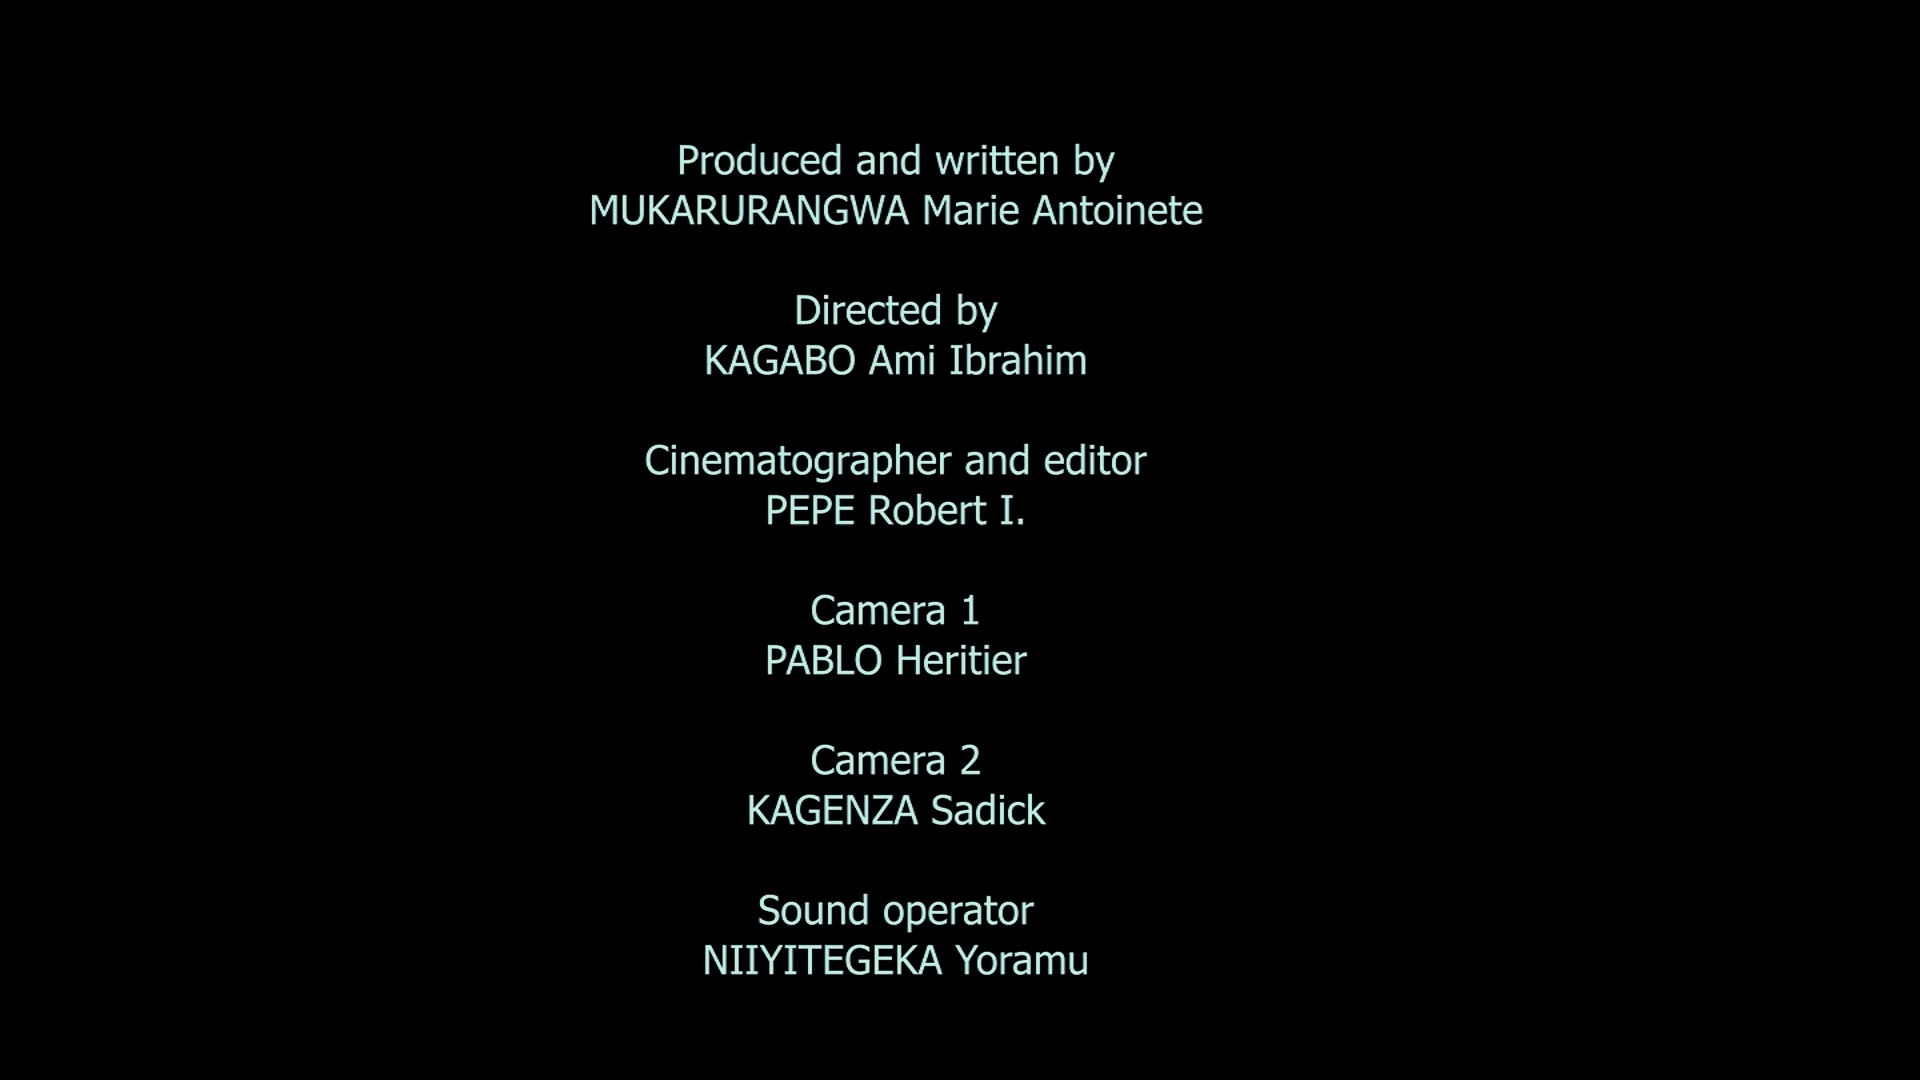 Produced and written by
MUKARURANGWA Marie Antoinete
Directed by
KAGABO Ami Ibrahim
Cinematographer and editor
PEPE Robert I.
Camera 1
PABLO Heritier
Camera 2
KAGENZA Sadick
Sound operator
NIIYITEGEKA Yoramu